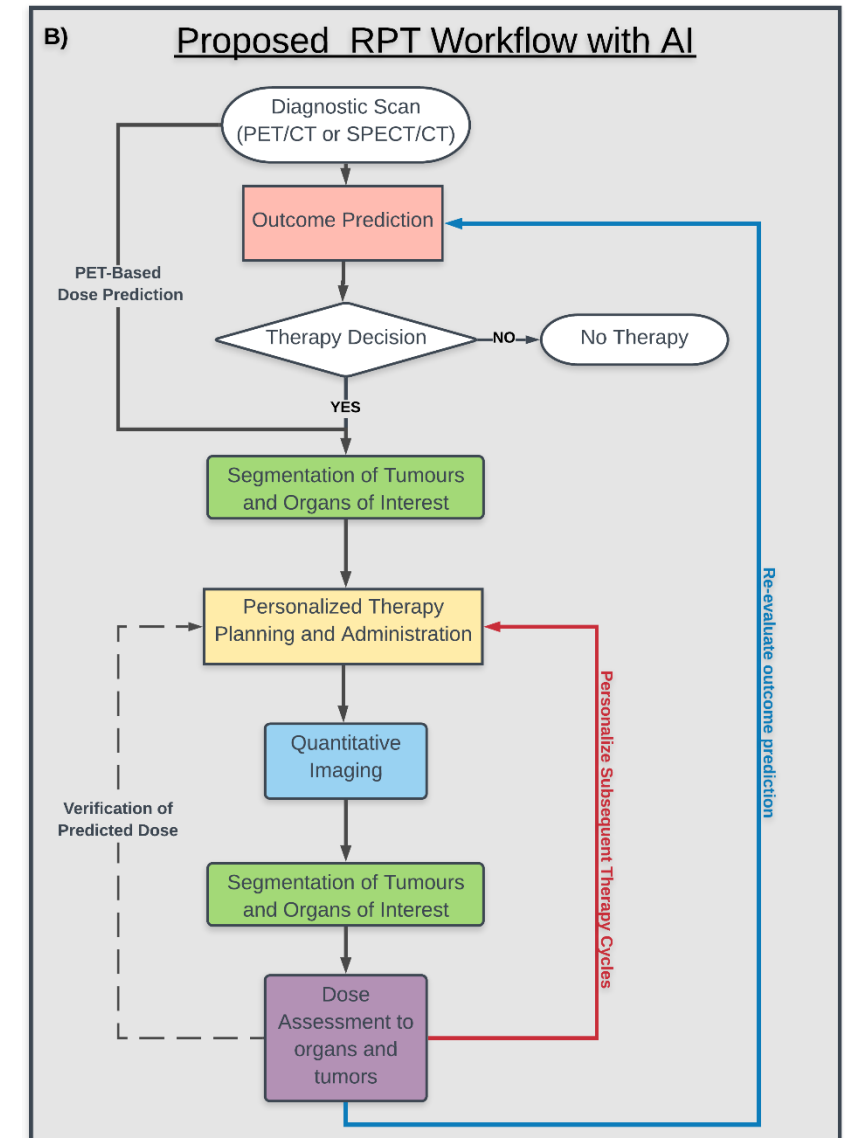 B)
Proposed RPT Workflow with AI
Diagnostic Scan
(PET/CT or SPECT/CT)
Outcome Prediction
PET-Based
Dose Prediction
Therapy Decision
NO
No Therapy
YES
Segmentation of Tumours
and Organs of Interest
Personalized Therapy
Planning and Administration
Re-evaluate outcome prediction
Personalize Subsequent Therapy Cycles
Quantitative
Imaging
Verification of
Predicted Dose
Segmentation of Tumours
and Organs of Interest
Dose
Assessment to
organs and
tumors